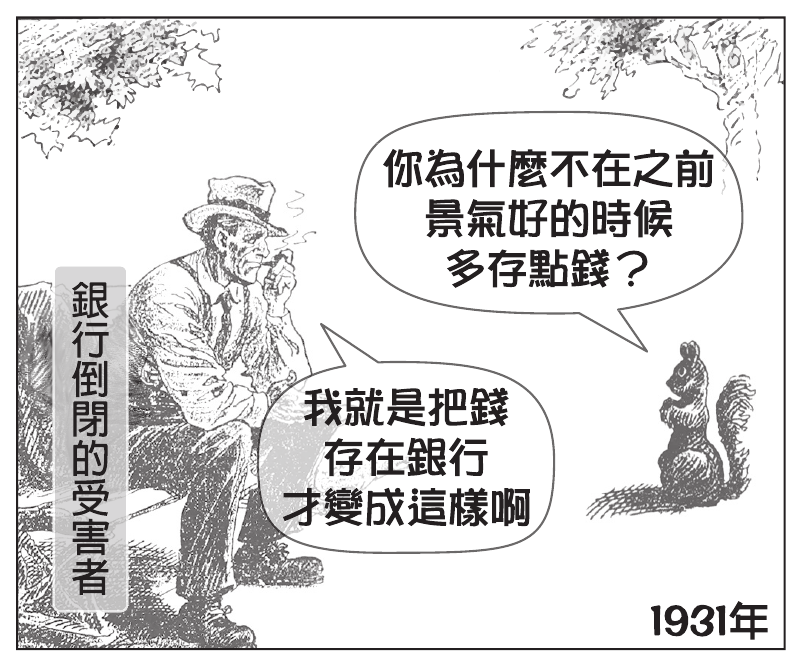 你為什麼不在之前
景氣好的時候
多存點錢？
我就是把錢
存在銀行
才變成這樣啊
銀行倒閉的受害者
1931年